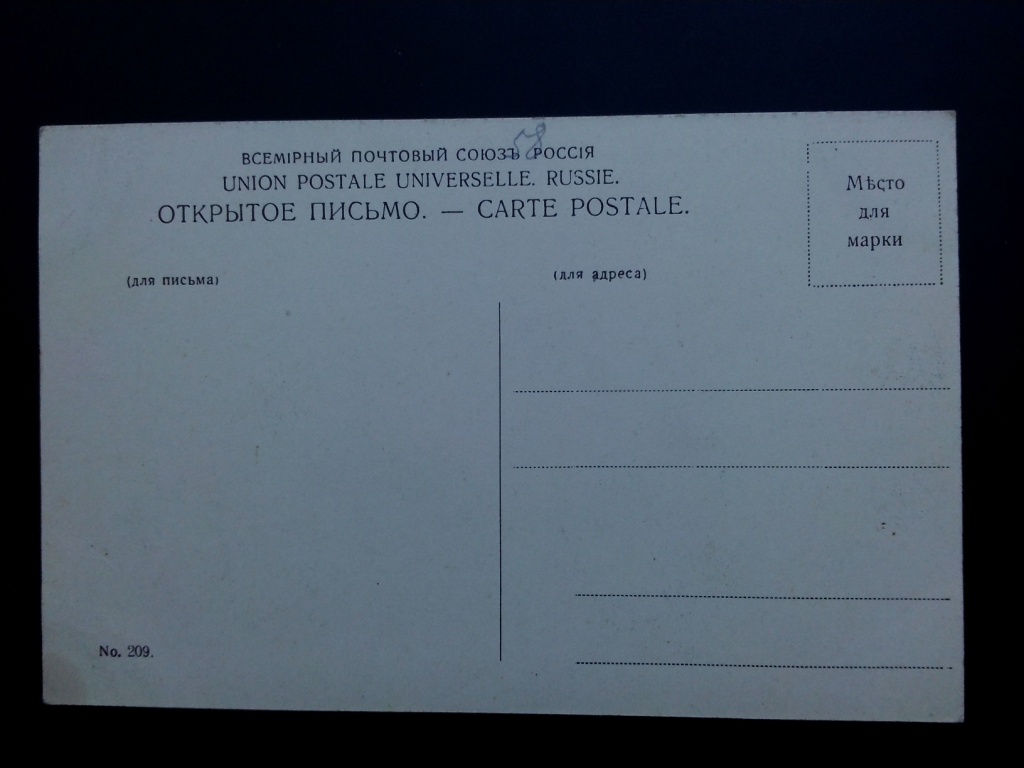 58
ВСЕМІРНЫЙ ПОЧТОВЫЙ СОЮЗЪ РОССІЯ
UNION POSTALE UNIVERSELLE. RUSSIE.
ОТКРЫТОЕ ПИСЬМО. — CARTE POSTALE.
Мѣсто
для
марки
(для письма)
(для адреса)
No. 209.